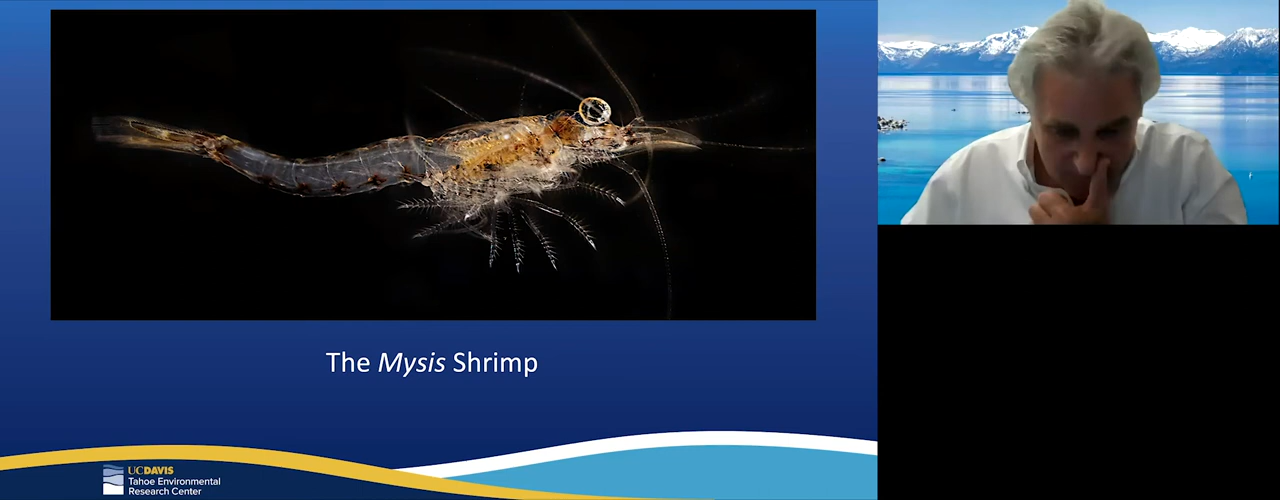 The Mysis Shrimp
UCDAVIS
Tahoe Environmental
Research Center